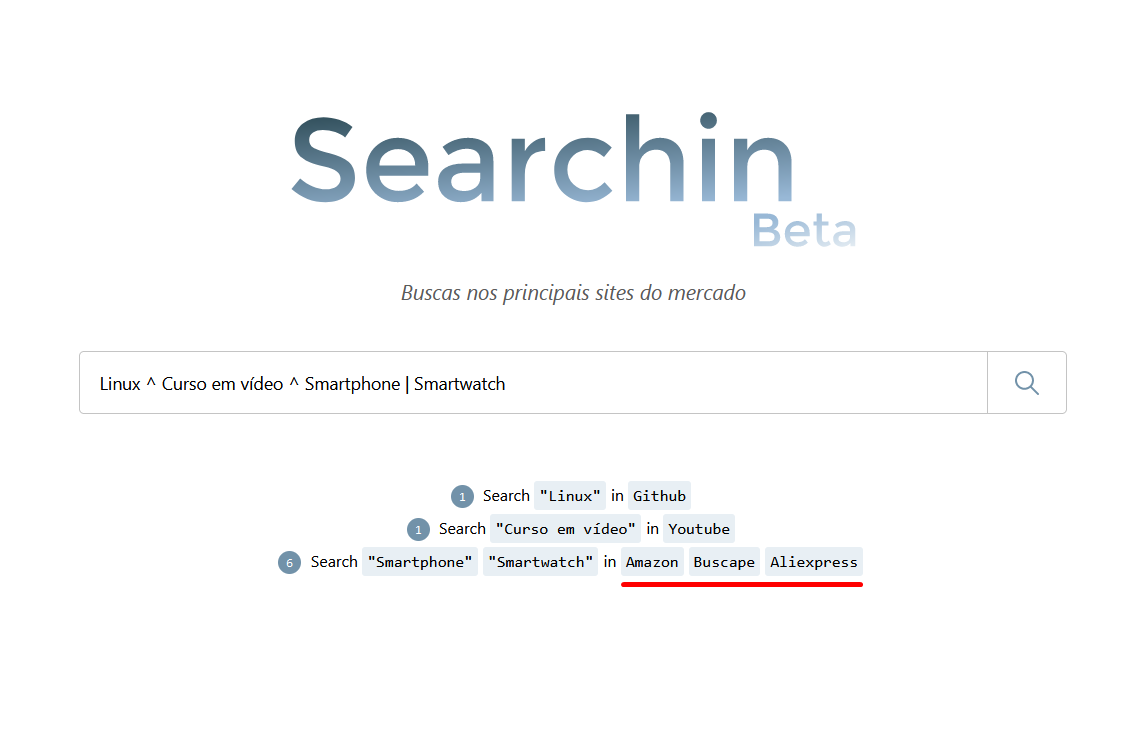 Searchin
Beta
Buscas nos principais sites do mercado
Linux ^ Curso em vídeo ^ Smartphone | Smartwatch
1 Search "Linux" in Github
1 Search "Curso em vídeo" in Youtube
6 Search "Smartphone" "Smartwatch" in Amazon Buscape Aliexpress